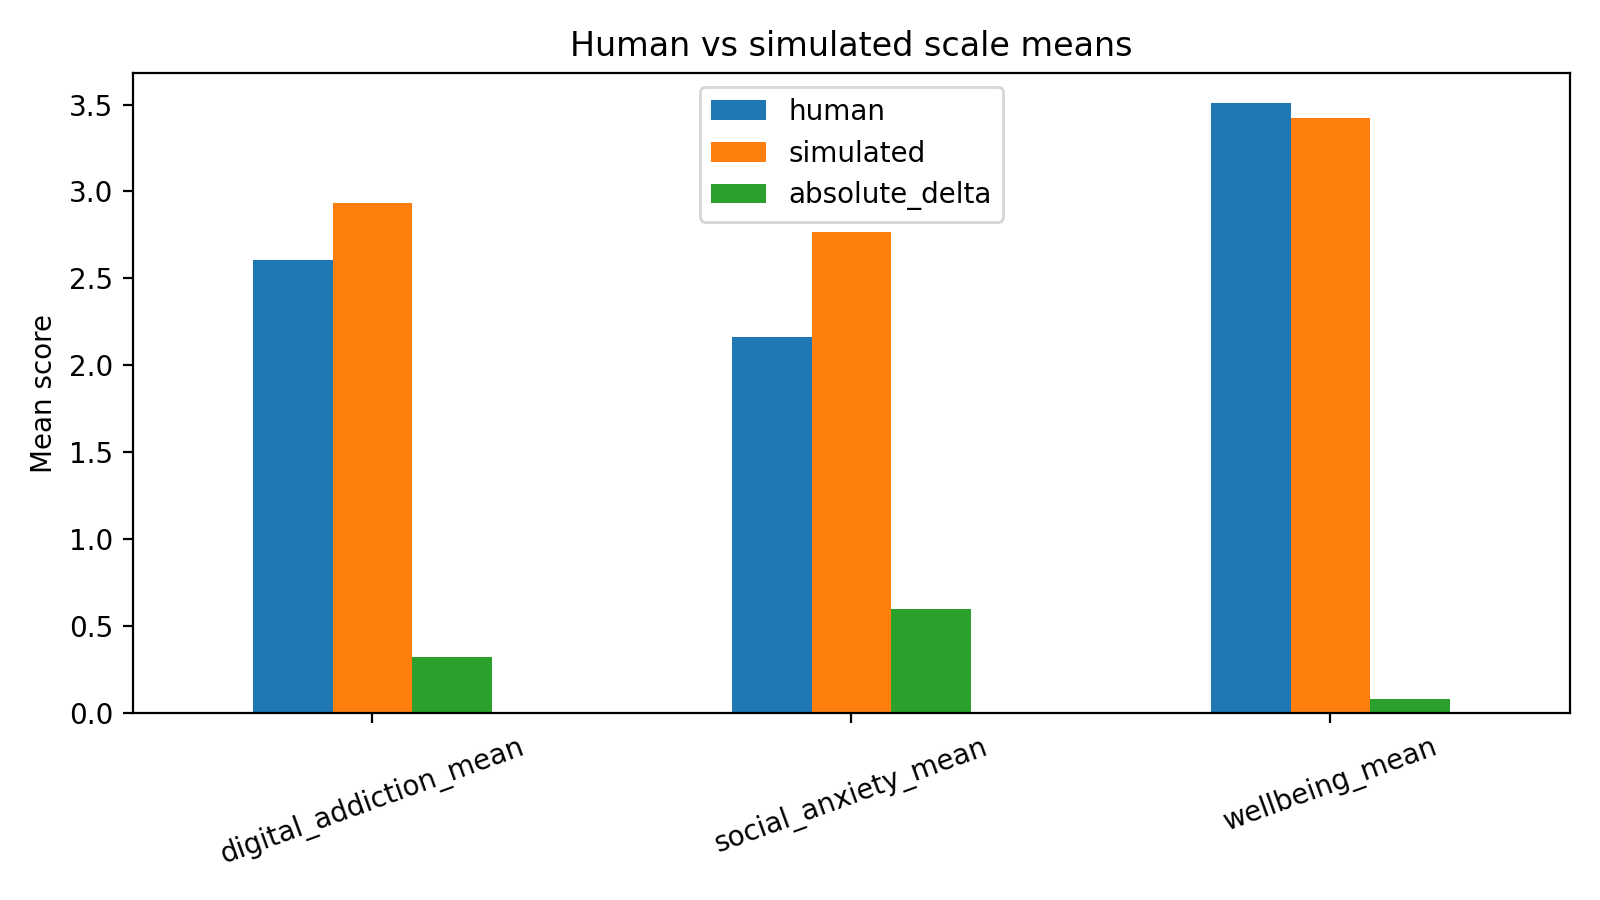 Human vs simulated scale means
human
simulated
absolute_delta
Mean score
3.5
3.0
2.5
2.0
1.5
1.0
0.5
0.0
digital_addiction_mean
social_anxiety_mean
wellbeing_mean